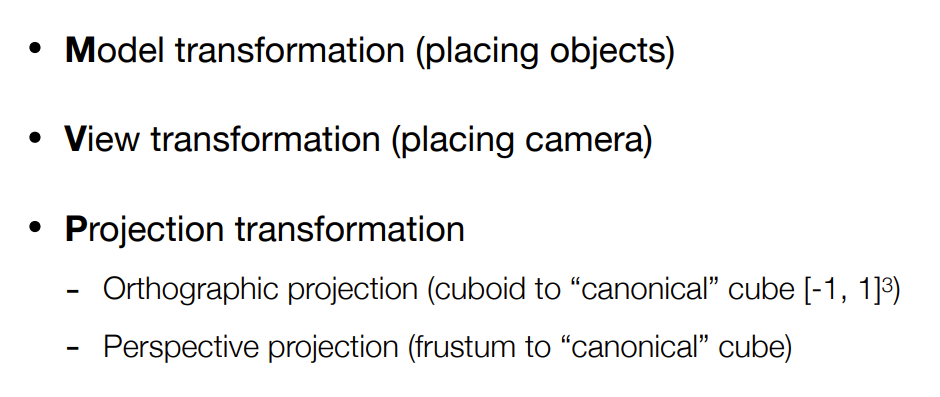 • Model transformation (placing objects)
• View transformation (placing camera)
• Projection transformation
– Orthographic projection (cuboid to “canonical” cube [-1, 1]³)
– Perspective projection (frustum to “canonical” cube)